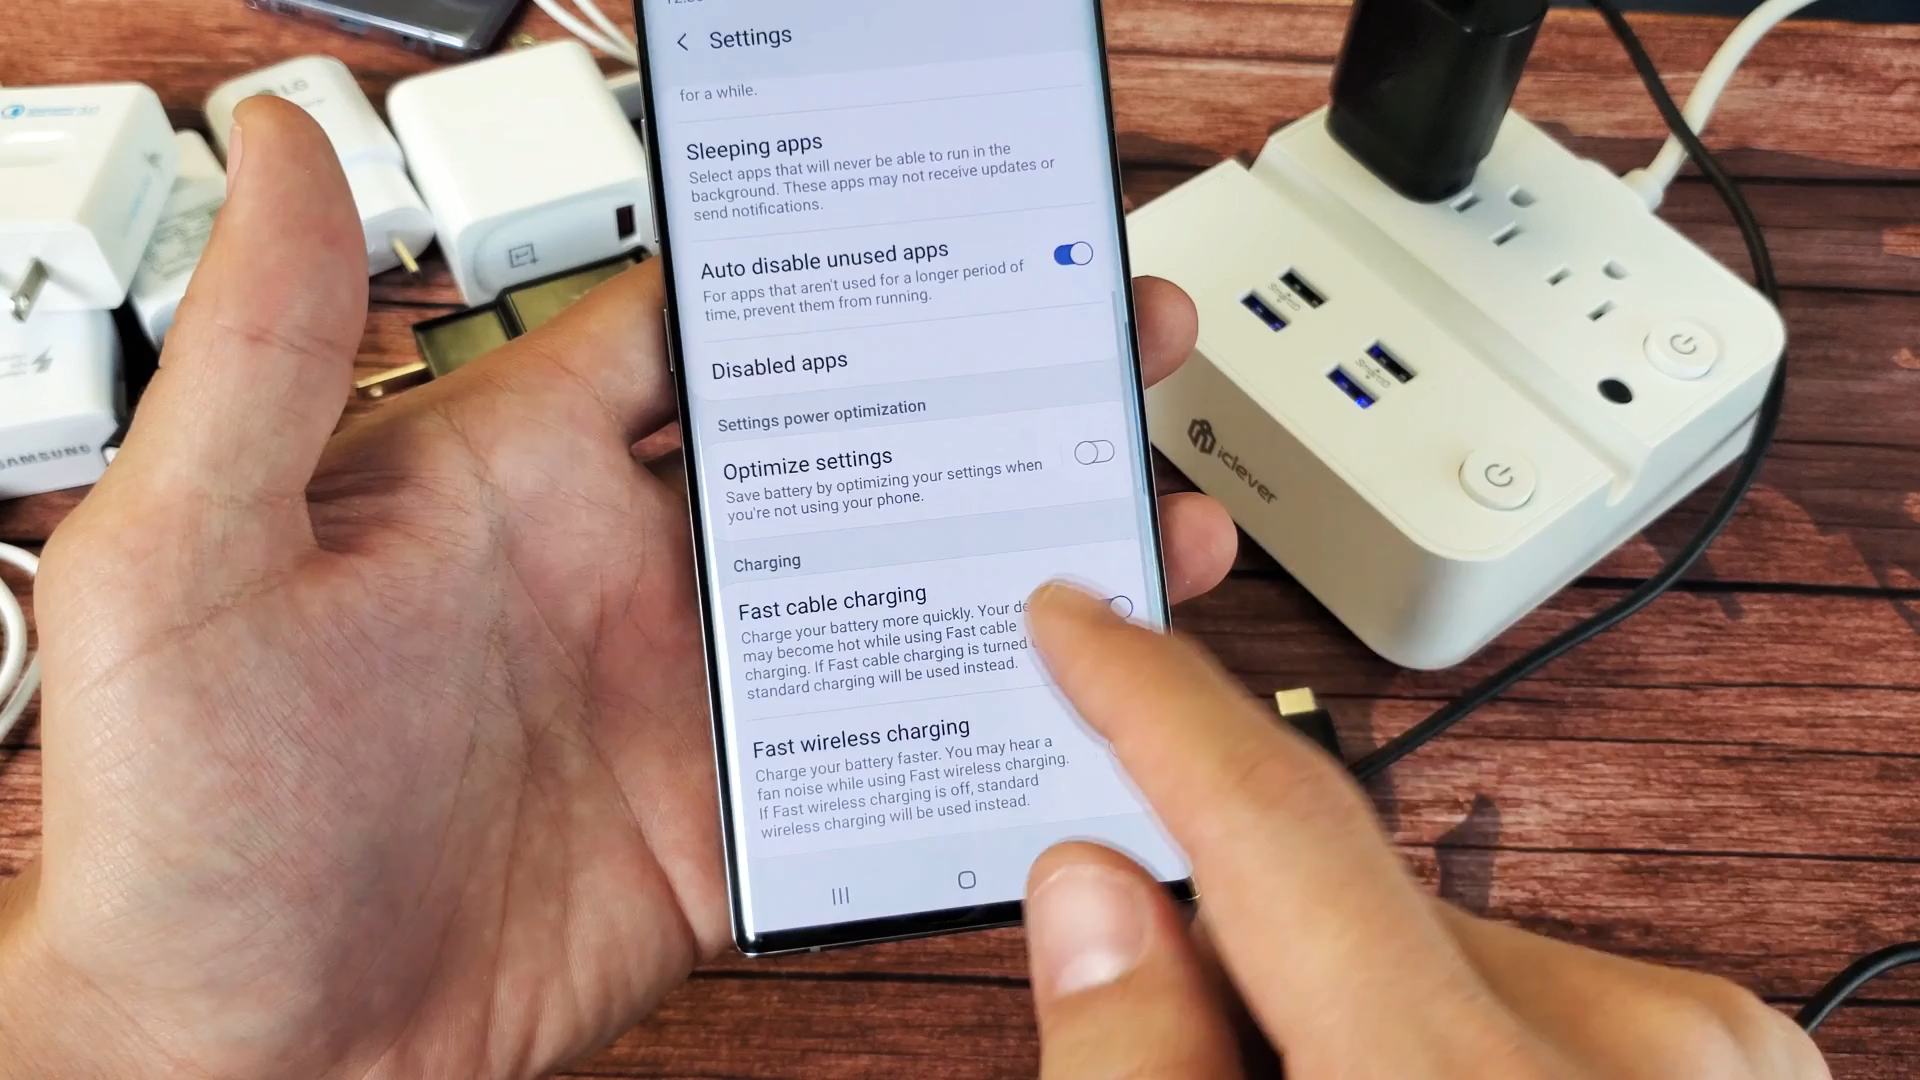 Settings
for a while.
Sleeping apps
Select apps that will never be able to run in the
background. These apps may not receive updates or
send notifications.
Auto disable unused apps
For apps that aren't used for a longer period of
time, prevent them from running.
Disabled apps
Settings power optimization
Optimize settings
Save battery by optimizing your settings when
you're not using your phone.
Charging
Fast cable charging
Charge your battery more quickly. Your de
may become hot while using Fast cable
charging. If Fast cable charging is turned
standard charging will be used instead.
Fast wireless charging
Charge your battery faster. You may hear a
fan noise while using Fast wireless charging.
If Fast wireless charging is off, standard
wireless charging will be used instead.
LG
SAMSUNG
SmartID
SmartID
iclever